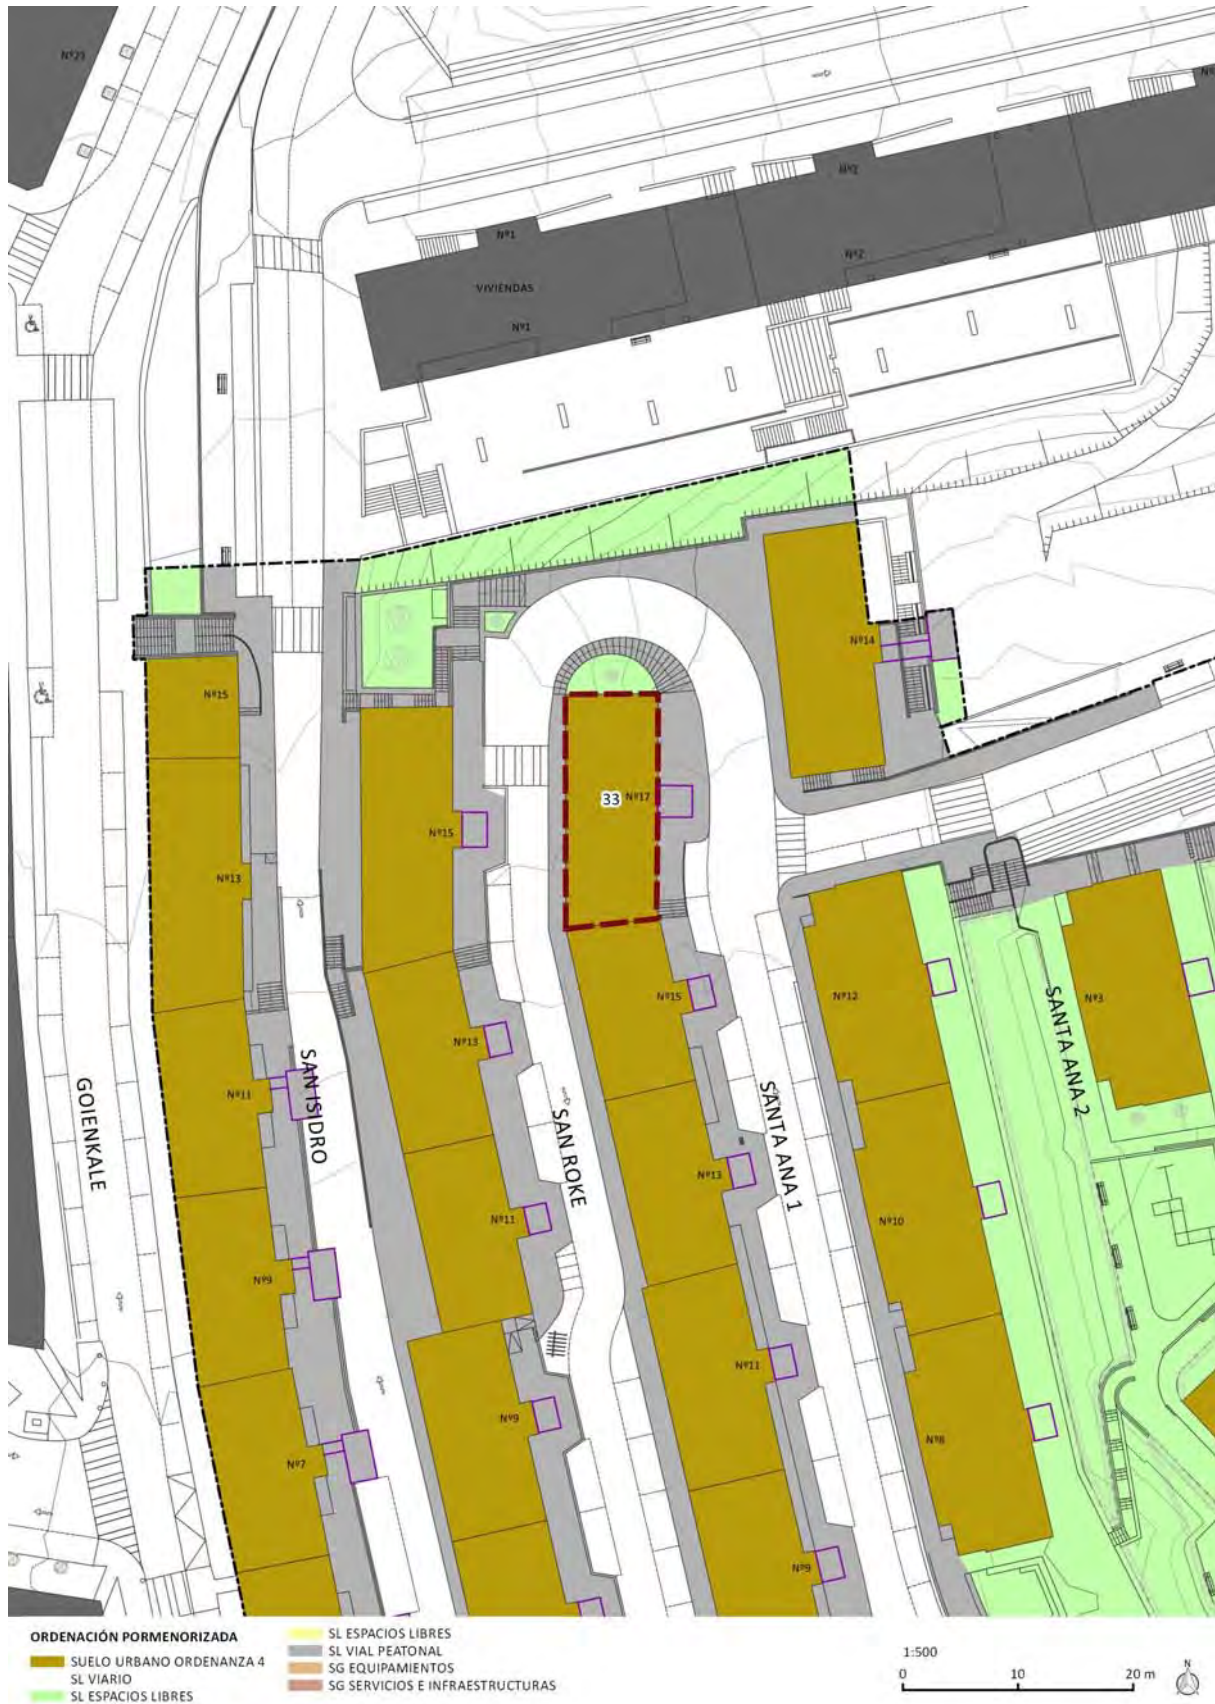 Nº23
Nº
Nº2
Nº1
Nº2
VIVIENDAS
Nº1
Nº14
Nº15
Nº17
33
Nº15
Nº13
Nº15
Nº12
Nº3
SANTA ANA 2
Nº13
SAN ISIDRO
Nº11
GOIENKALE
SAN ROKE
SANTA ANA 1
Nº13
Nº11
Nº10
Nº9
Nº11
Nº9
Nº8
Nº7
Nº9
ORDENACIÓN PORMENORIZADA
SUELO URBANO ORDENANZA 4
SL VIARIO
SL ESPACIOS LIBRES
SL ESPACIOS LIBRES
SL VIAL PEATONAL
SG EQUIPAMIENTOS
SG SERVICIOS E INFRAESTRUCTURAS
1:500
0 10 20 m
N